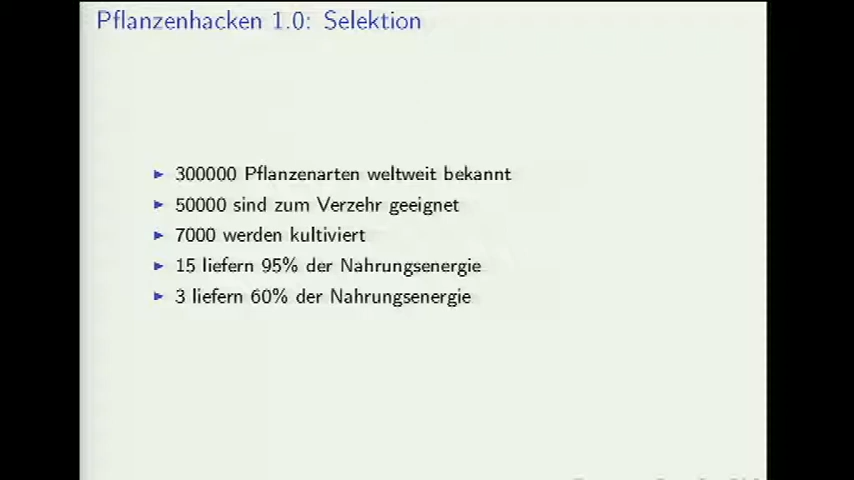 Pflanzenhacken 1.0: Selektion
300000 Pflanzenarten weltweit bekannt
50000 sind zum Verzehr geeignet
7000 werden kultiviert
15 liefern 95% der Nahrungsenergie
3 liefern 60% der Nahrungsenergie